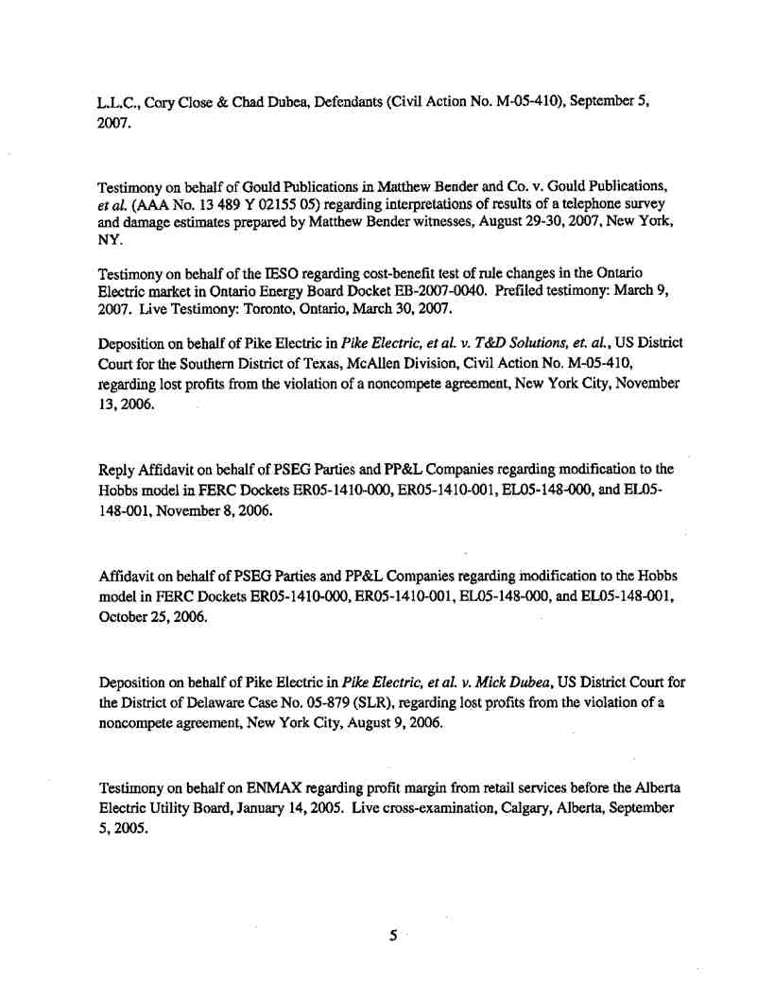 L.L.C., Cory Close & Chad Dubea, Defendants (Civil Action No. M-05-410), September 5,
2007.
Testimony on behalf of Gould Publications in Matthew Bender and Co. v. Gould Publications,
et al. (AAA No. 13 489 Y 02155 05) regarding interpretations of results of a telephone survey
and damage estimates prepared by Matthew Bender witnesses, August 29-30, 2007, New York,
NY.
Testimony on behalf of the IESO regarding cost-benefit test of rule changes in the Ontario
Electric market in Ontario Energy Board Docket EB-2007-0040. Prefiled testimony: March 9,
2007. Live Testimony: Toronto, Ontario, March 30, 2007.
Deposition on behalf of Pike Electric in Pike Electric, et al. v. T&D Solutions, et. al., US District
Court for the Southern District of Texas, McAllen Division, Civil Action No. M-05-410,
regarding lost profits from the violation of a noncompete agreement, New York City, November
13, 2006.
Reply Affidavit on behalf of PSEG Parties and PP&L Companies regarding modification to the
Hobbs model in FERC Dockets ER05-1410-000, ER05-1410-001, EL05-148-000, and EL05-
148-001, November 8, 2006.
Affidavit on behalf of PSEG Parties and PP&L Companies regarding modification to the Hobbs
model in FERC Dockets ER05-1410-000, ER05-1410-001, EL05-148-000, and EL05-148-001,
October 25, 2006.
Deposition on behalf of Pike Electric in Pike Electric, et al. v. Mick Dubea, US District Court for
the District of Delaware Case No. 05-879 (SLR), regarding lost profits from the violation of a
noncompete agreement, New York City, August 9, 2006.
Testimony on behalf on ENMAX regarding profit margin from retail services before the Alberta
Electric Utility Board, January 14, 2005. Live cross-examination, Calgary, Alberta, September
5, 2005.
5